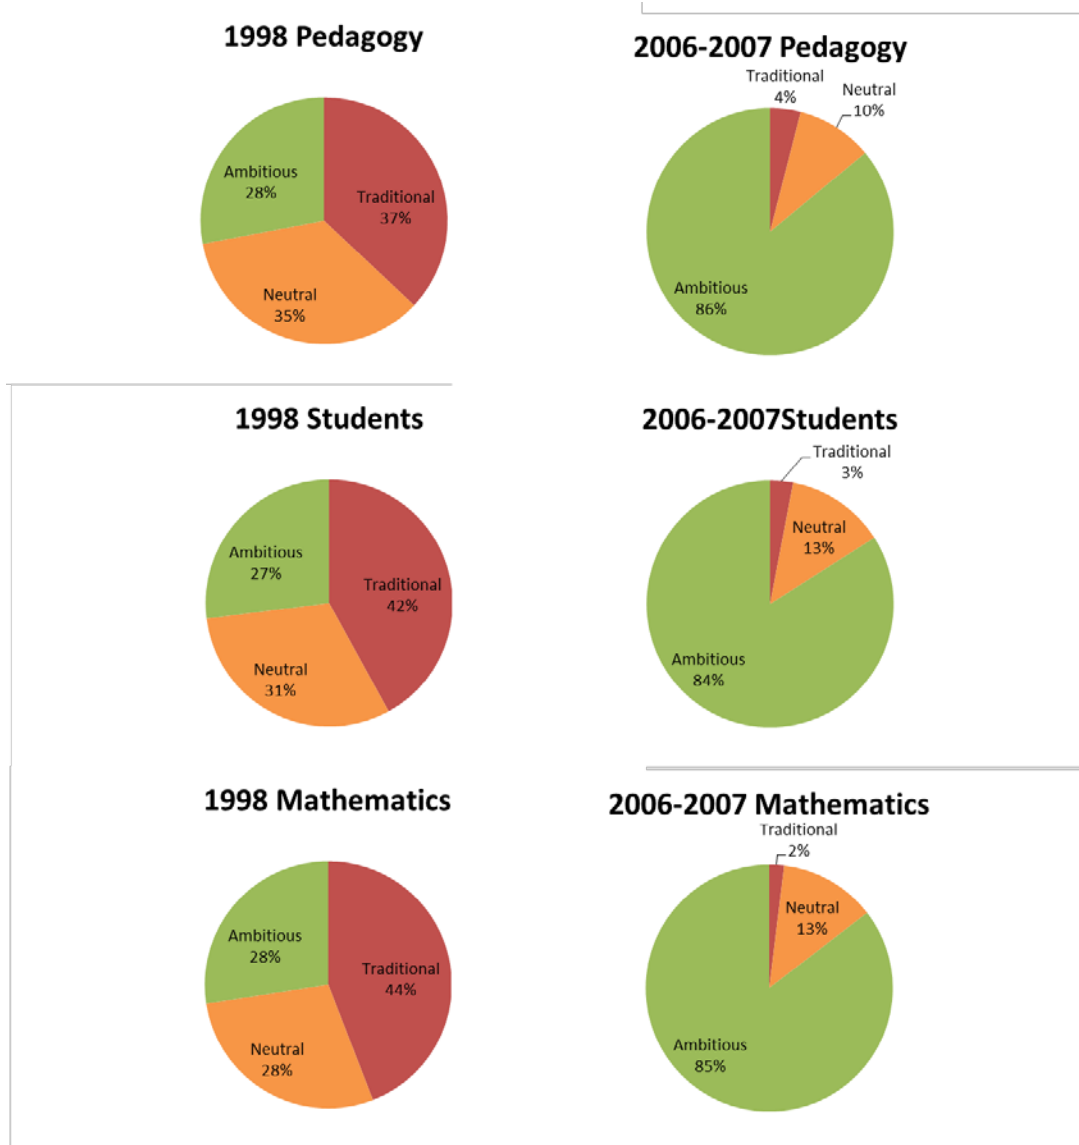 1998 Pedagogy
Ambitious
28%
Traditional
37%
Neutral
35%
2006-2007 Pedagogy
Traditional
4%
Neutral
10%
Ambitious
86%
1998 Students
Ambitious
27%
Traditional
42%
Neutral
31%
2006-2007Students
Traditional
3%
Neutral
13%
Ambitious
84%
1998 Mathematics
Ambitious
28%
Traditional
44%
Neutral
28%
2006-2007 Mathematics
Traditional
2%
Neutral
13%
Ambitious
85%